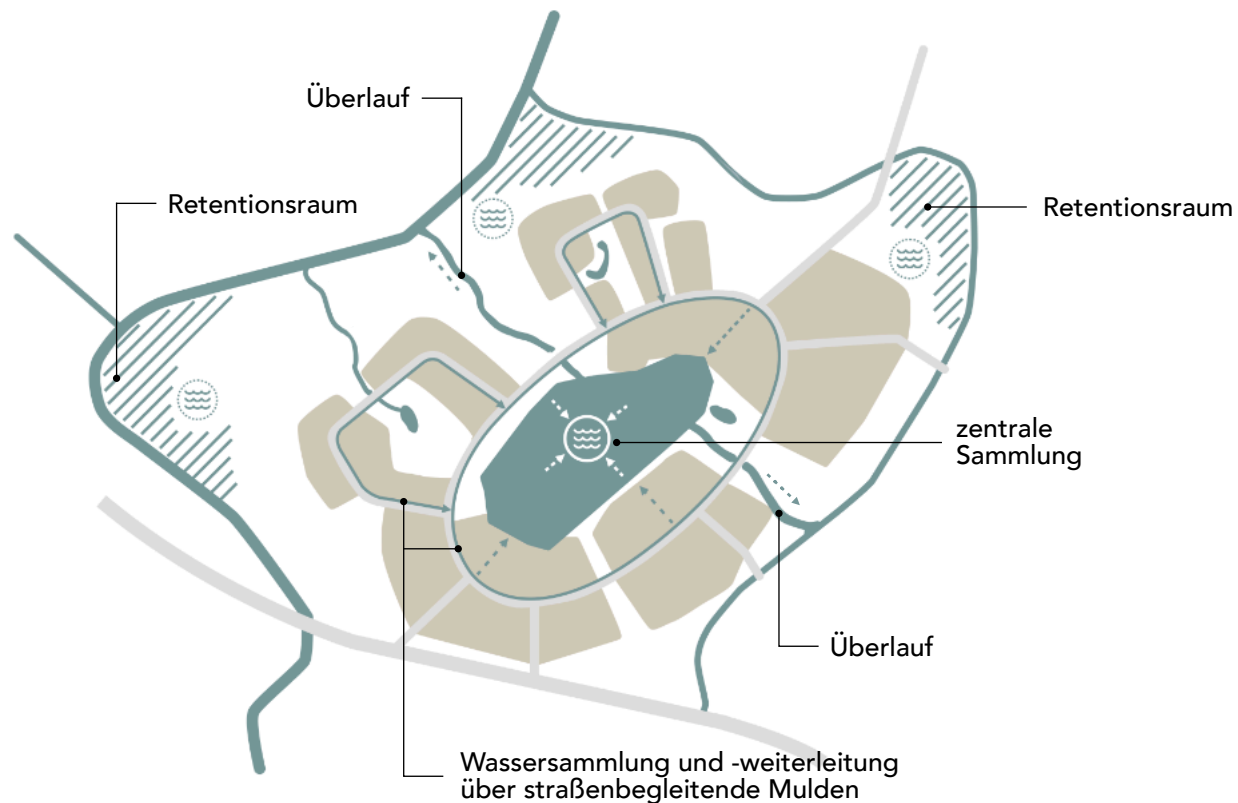 Überlauf
Retentionsraum
Retentionsraum
zentrale
Sammlung
Überlauf
Wassersammlung und -weiterleitung
über straßenbegleitende Mulden